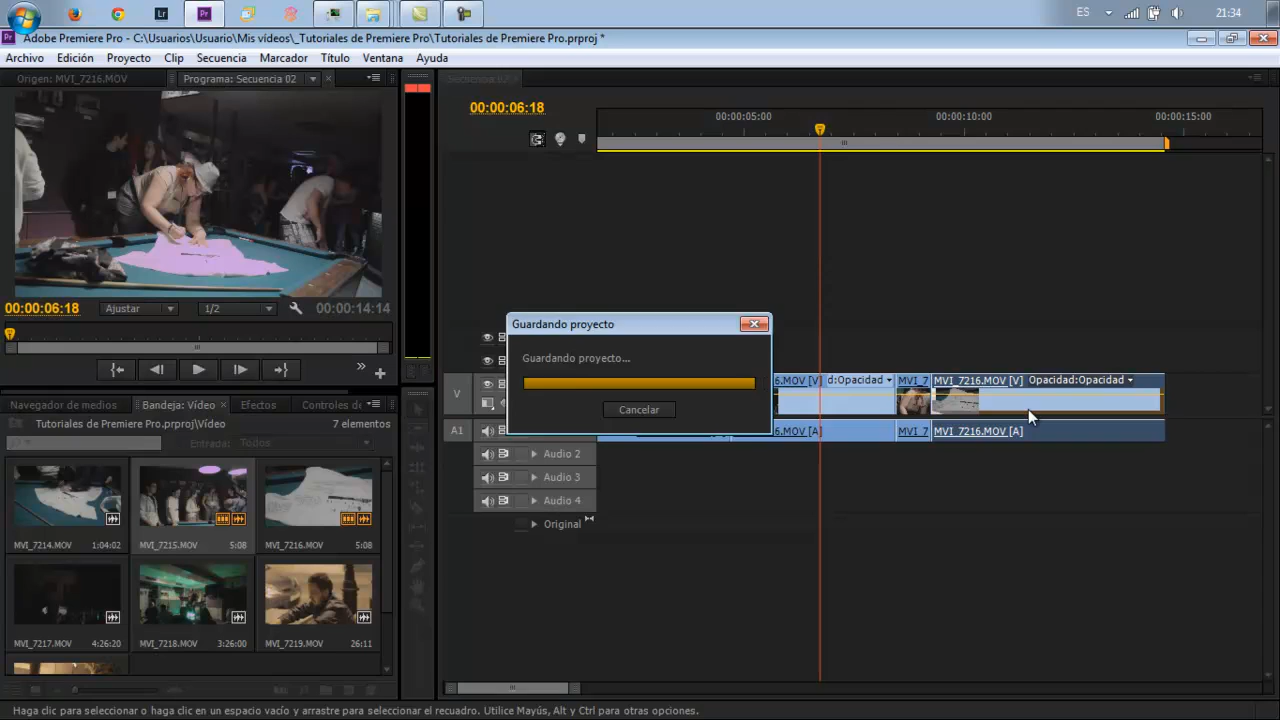 ES
21:34
Adobe Premiere Pro - C:\Usuarios\Usuario\Mis vídeos\_Tutoriales de Premiere Pro\Tutoriales de Premiere Pro.prproj *
Archivo Edición Proyecto Clip Secuencia Marcador Título Ventana Ayuda
Origen: MVI_7216.MOV
Programa: Secuencia 02
Secuencia 02
00:00:06:18
00:00:05:00
00:00:10:00
00:00:15:00
00:00:06:18
Ajustar
1/2
00:00:14:14
Guardando proyecto
Guardando proyecto...
Cancelar
V
6.MOV [V] d:Opacidad
MVI_7
MVI_7216.MOV [V] Opacidad:Opacidad
A1
6.MOV [A]
MVI_7
MVI_7216.MOV [A]
Audio 2
Audio 3
Audio 4
Original
Navegador de medios
Bandeja: Vídeo
Efectos
Controles de
Tutoriales de Premiere Pro.prproj\Vídeo
7 elementos
Entrada: Todos
MVI_7214.MOV 1:04:02
MVI_7215.MOV 5:08
MVI_7216.MOV 5:08
MVI_7217.MOV 4:26:20
MVI_7218.MOV 3:26:00
MVI_7219.MOV 26:11
Haga clic para seleccionar o haga clic en un espacio vacío y arrastre para seleccionar el recuadro. Utilice Mayús, Alt y Ctrl para otras opciones.